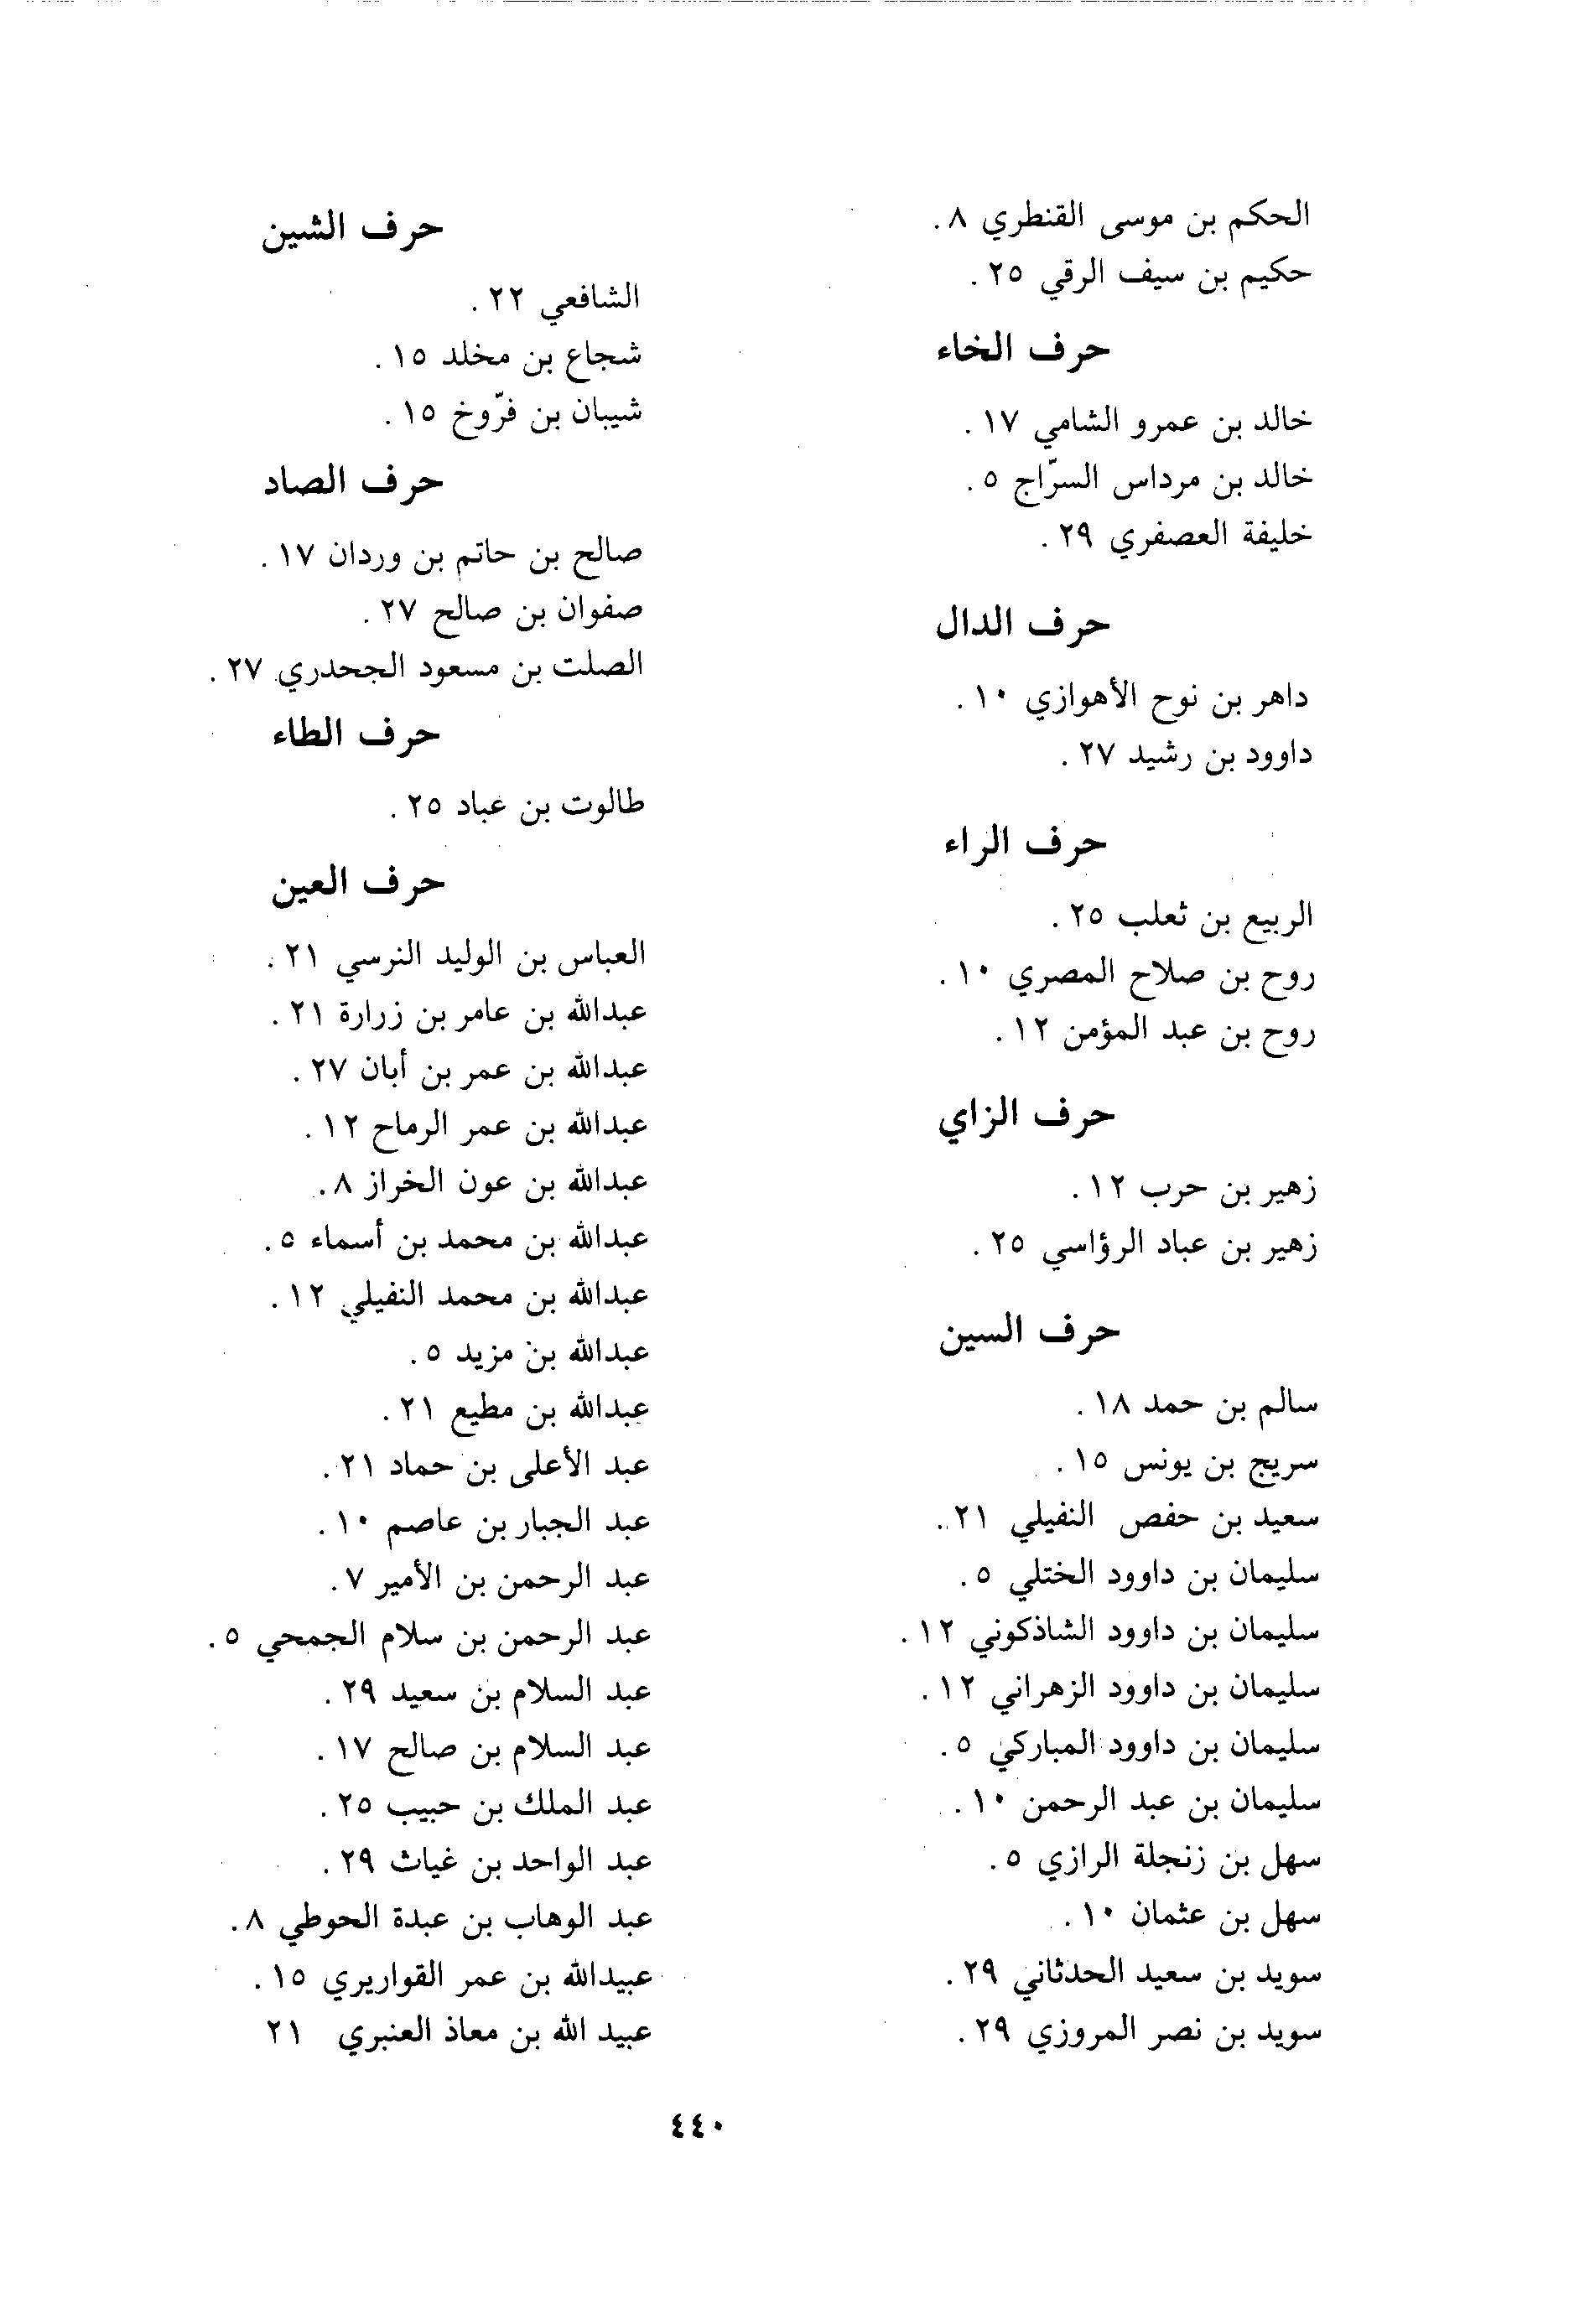 الحكم بن موسى القنطري ٨ .
حكيم بن سيف الرقي ٢٥ .
حرف الخاء
خالد بن عمرو الشامي ١٧ .
خالد بن مرداس السرّاج ٥ .
خليفة العصفري ٢٩ .
حرف الدال
داهر بن نوح الأهوازي ١٠ .
داوود بن رشيد ٢٧ .
حرف الراء
الربيع بن ثعلب ٢٥ .
روح بن صلاح المصري ١٠ .
روح بن عبد المؤمن ١٢ .
حرف الزاي
زهير بن حرب ١٢ .
زهير بن عباد الرؤاسي ٢٥ .
حرف السين
سالم بن حمد ١٨ .
سريج بن يونس ١٥ .
سعيد بن حفص النفيلي ٢١ .
سليمان بن داوود الختلي ٥ .
سليمان بن داوود الشاذكوني ١٢ .
سليمان بن داوود الزهراني ١٢ .
سليمان بن داوود المباركي ٥ .
سليمان بن عبد الرحمن ١٠ .
سهل بن زنجلة الرازي ٥ .
سهل بن عثمان ١٠ .
سويد بن سعيد الحدثاني ٢٩ .
سويد بن نصر المروزي ٢٩ .
حرف الشين
الشافعي ٢٢ .
شجاع بن مخلد ١٥ .
شيبان بن فرّوخ ١٥ .
حرف الصاد
صالح بن حاتم بن وردان ١٧ .
صفوان بن صالح ٢٧ .
الصلت بن مسعود الجحدري ٢٧ .
حرف الطاء
طالوت بن عباد ٢٥ .
حرف العين
العباس بن الوليد النرسي ٢١ .
عبدالله بن عامر بن زرارة ٢١ .
عبدالله بن عمر بن أبان ٢٧ .
عبدالله بن عمر الرماح ١٢ .
عبدالله بن عون الخراز ٨ .
عبدالله بن محمد بن أسماء ٥ .
عبدالله بن محمد النفيلي ١٢ .
عبدالله بن مزيد ٥ .
عبدالله بن مطيع ٢١ .
عبد الأعلى بن حماد ٢١ .
عبد الجبار بن عاصم ١٠ .
عبد الرحمن بن الأمير ٧ .
عبد الرحمن بن سلام الجمحي ٥ .
عبد السلام بن سعيد ٢٩ .
عبد السلام بن صالح ١٧ .
عبد الملك بن حبيب ٢٥ .
عبد الواحد بن غياث ٢٩ .
عبد الوهاب بن عبدة الحوطي ٨ .
عبيدالله بن عمر القواريري ١٥ .
عبيد الله بن معاذ العنبري ٢١
٤٤٠